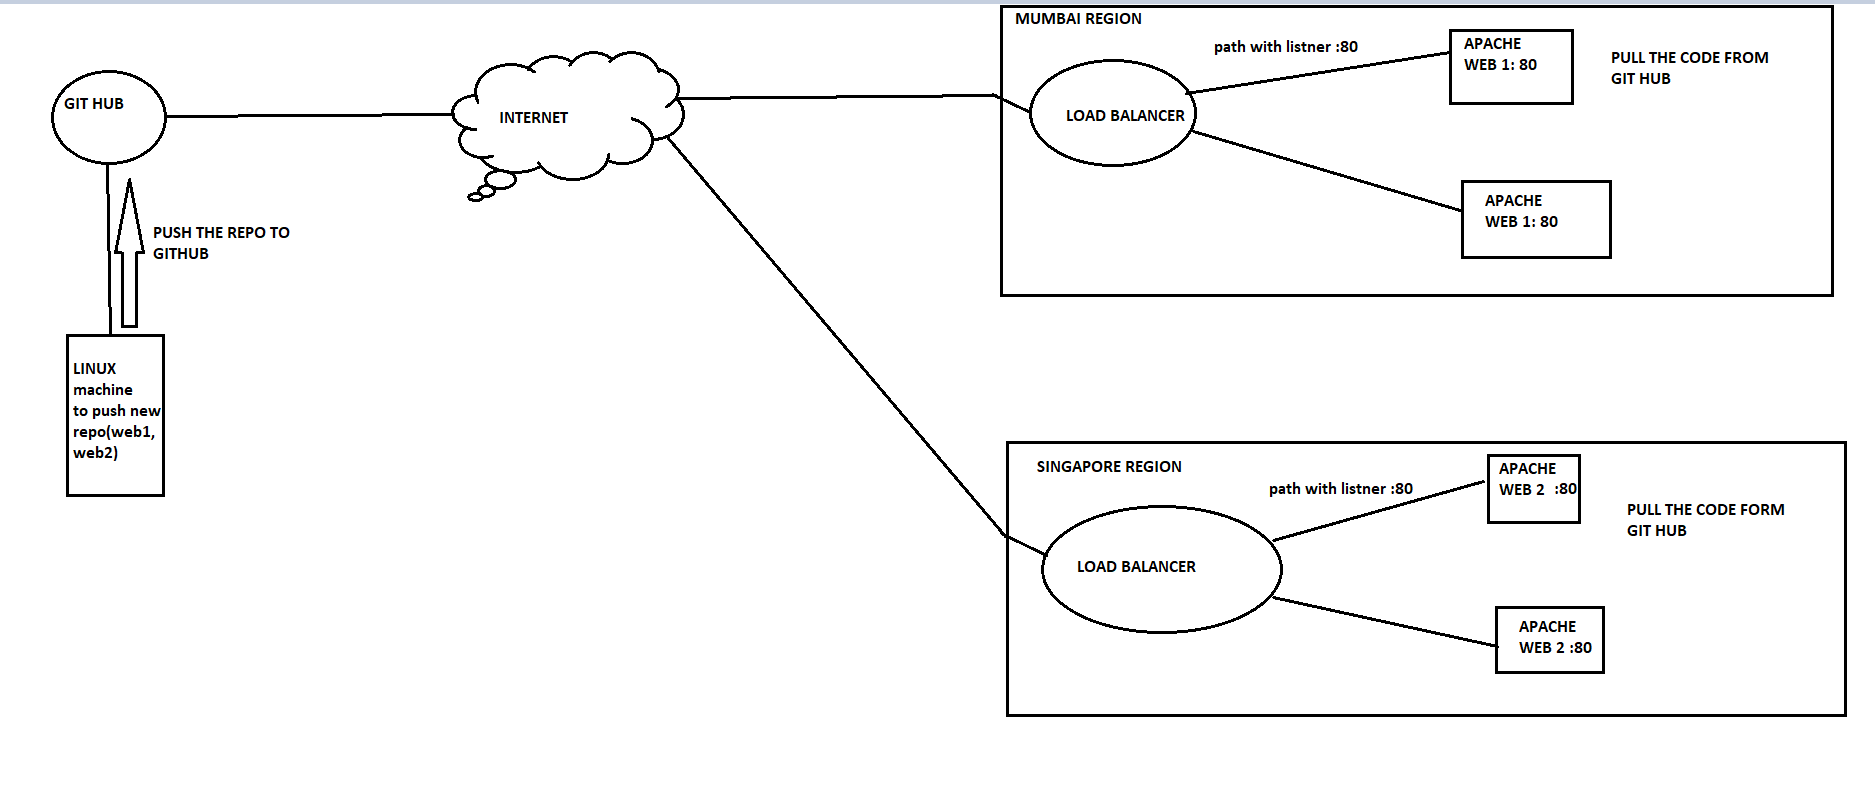 GIT HUB
PUSH THE REPO TO
GITHUB
LINUX
machine
to push new
repo(web1,
web2)
INTERNET
MUMBAI REGION
path with listner :80
LOAD BALANCER
APACHE
WEB 1: 80
PULL THE CODE FROM
GIT HUB
APACHE
WEB 1: 80
SINGAPORE REGION
path with listner :80
LOAD BALANCER
APACHE
WEB 2 :80
PULL THE CODE FORM
GIT HUB
APACHE
WEB 2 :80